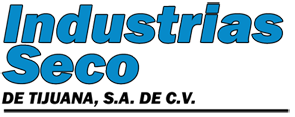 Industrias
Seco
DE TIJUANA, S.A. DE C.V.